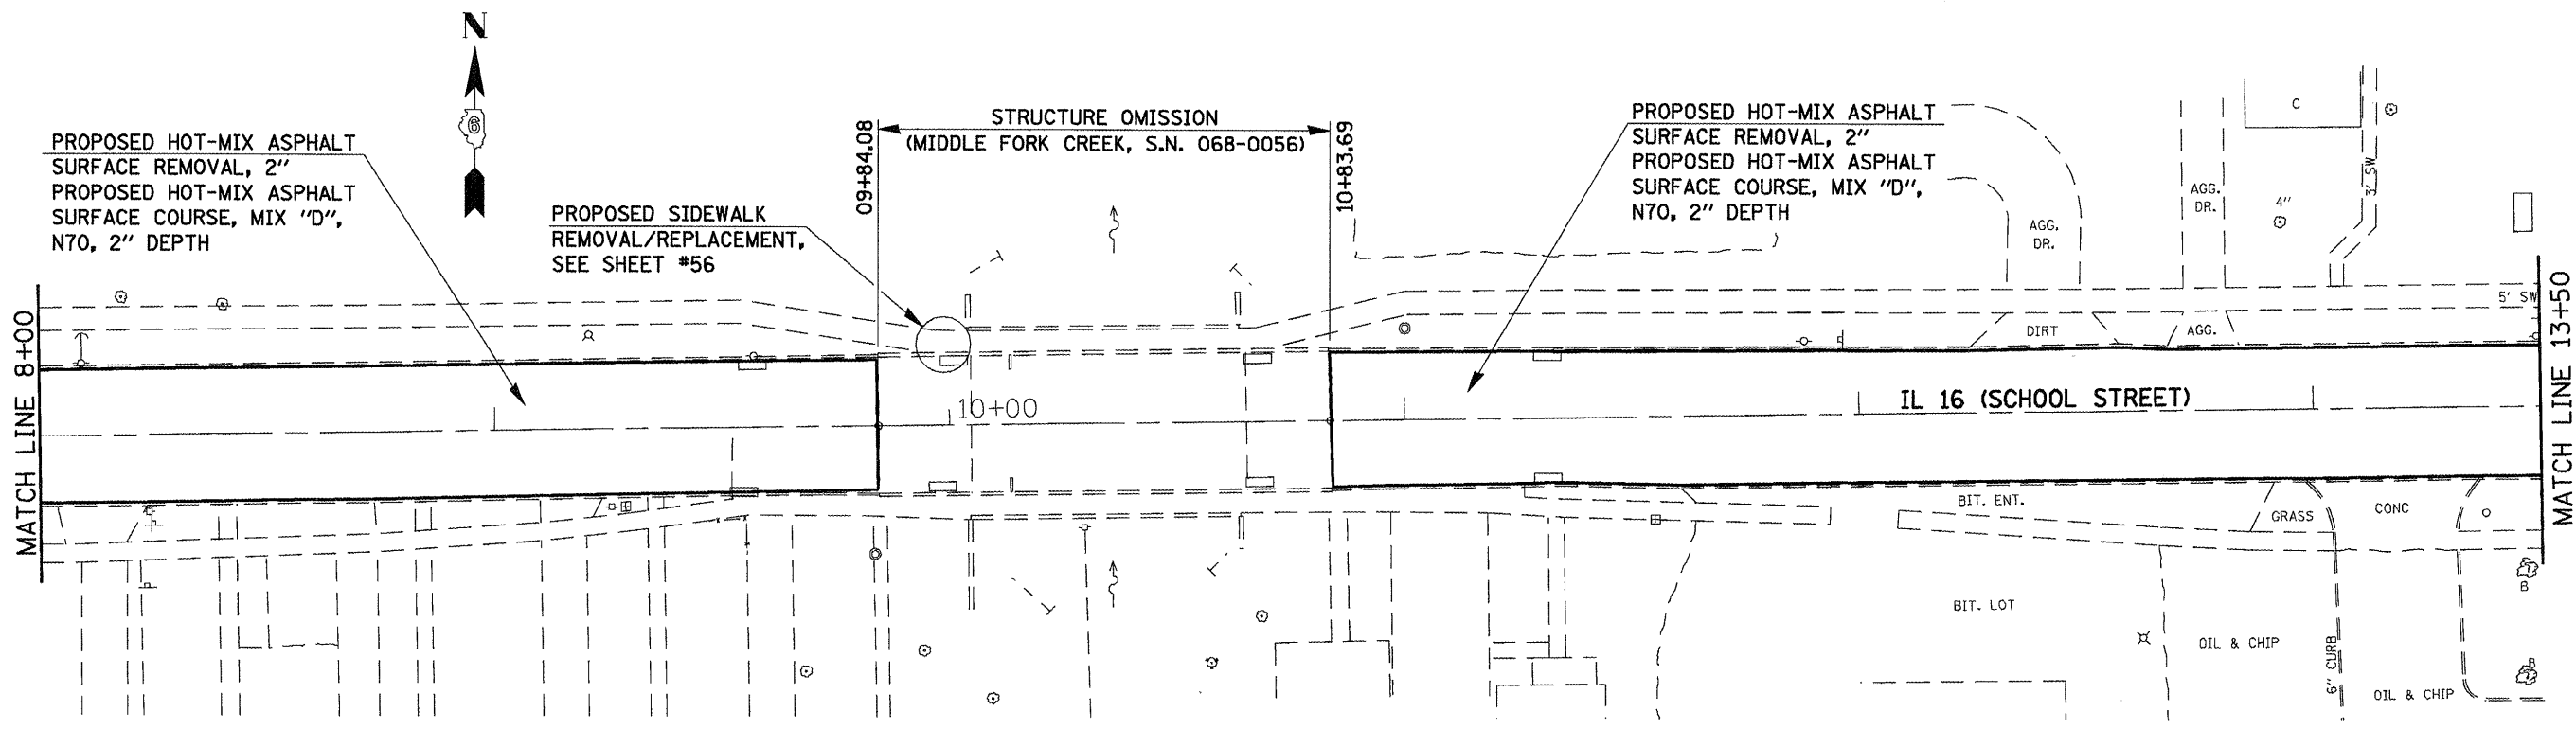 N
6
PROPOSED HOT-MIX ASPHALT
SURFACE REMOVAL, 2"
PROPOSED HOT-MIX ASPHALT
SURFACE COURSE, MIX "D",
N70, 2" DEPTH
PROPOSED SIDEWALK
REMOVAL/REPLACEMENT,
SEE SHEET #56
09+84.08
STRUCTURE OMISSION
(MIDDLE FORK CREEK, S.N. 068-0056)
10+83.69
PROPOSED HOT-MIX ASPHALT
SURFACE REMOVAL, 2"
PROPOSED HOT-MIX ASPHALT
SURFACE COURSE, MIX "D",
N70, 2" DEPTH
AGG.
DR.
AGG.
DR.
C
4"
3' SW
5' SW
DIRT
AGG.
MATCH LINE 8+00
10+00
IL 16 (SCHOOL STREET)
MATCH LINE 13+50
BIT. ENT.
GRASS
CONC
BIT. LOT
OIL & CHIP
6" CURB
OIL & CHIP
B
B